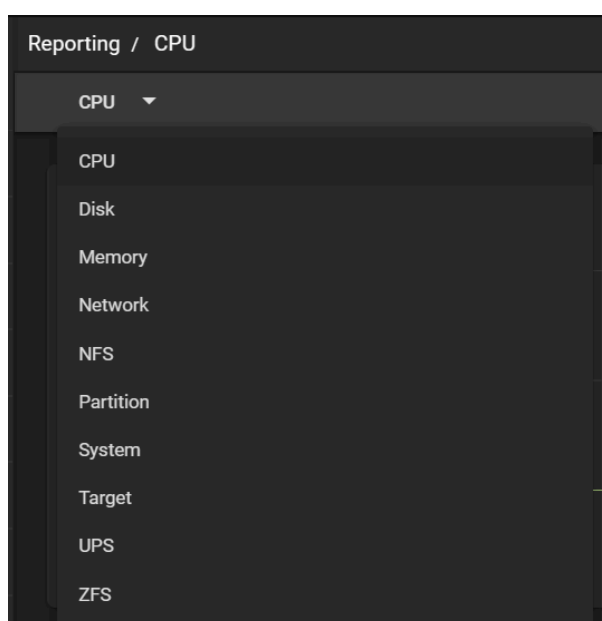 Reporting / CPU
CPU
CPU
Disk
Memory
Network
NFS
Partition
System
Target
UPS
ZFS